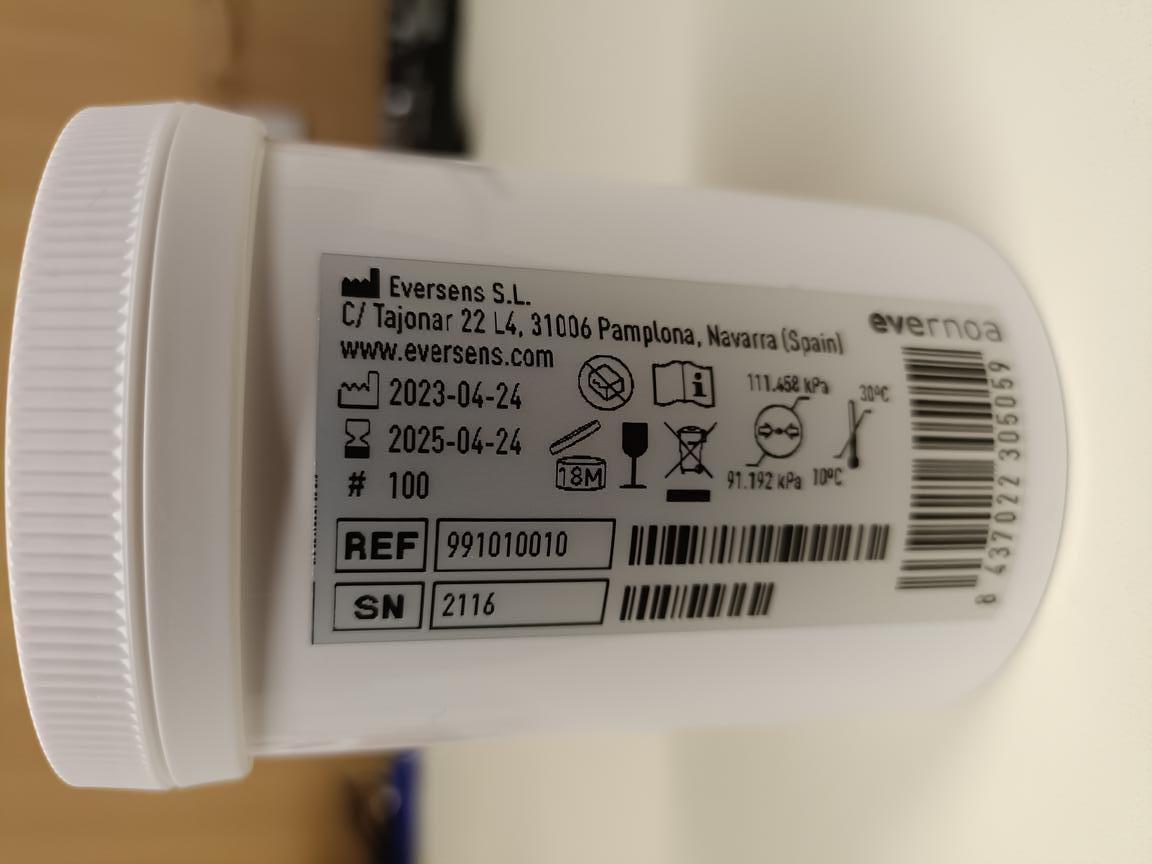 Eversens S.L.
C/ Tajonar 22 L4, 31006 Pamplona, Navarra (Spain)
www.eversens.com
2023-04-24
2025-04-24
# 100
18M
111.458 kPa
91.192 kPa
30ºC
10ºC
REF 991010010
SN 2116
evernoa
8 437022 305059